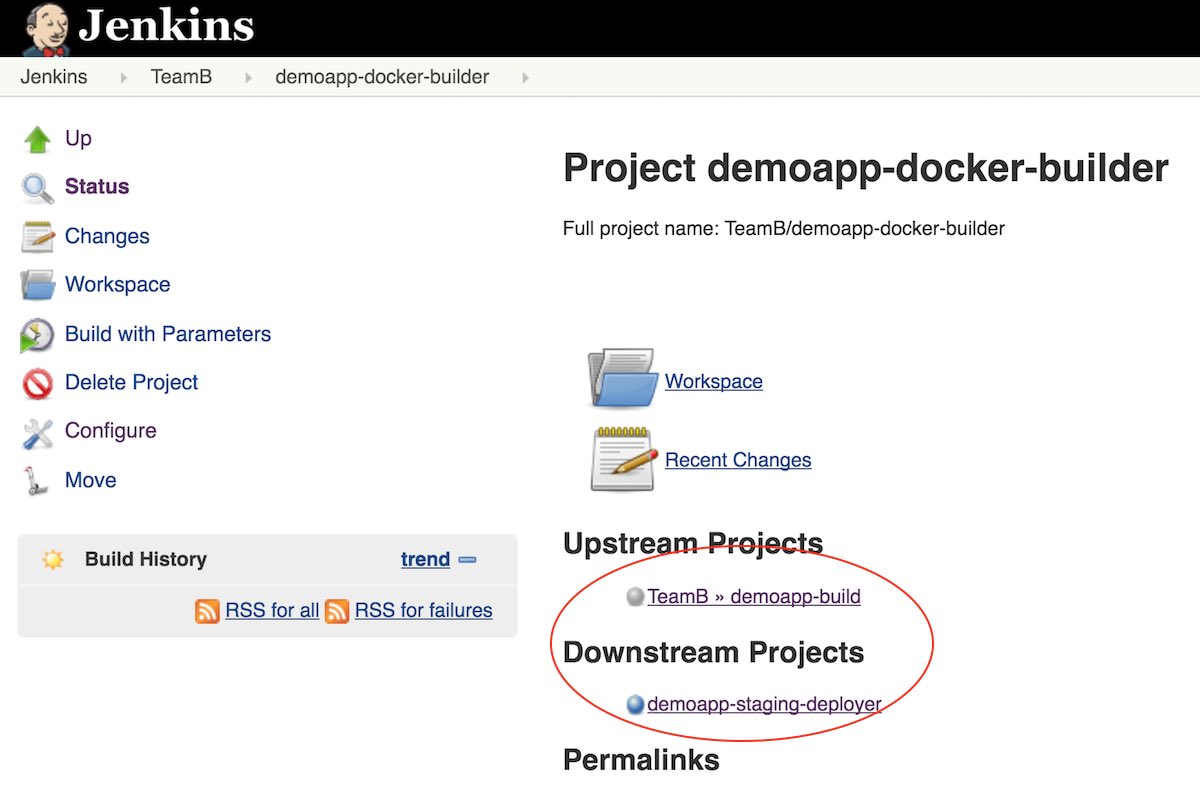 Jenkins
Jenkins TeamB demoapp-docker-builder
Up
Status
Changes
Workspace
Build with Parameters
Delete Project
Configure
Move
Build History trend
RSS for all RSS for failures
Project demoapp-docker-builder
Full project name: TeamB/demoapp-docker-builder
Workspace
Recent Changes
Upstream Projects
TeamB » demoapp-build
Downstream Projects
demoapp-staging-deployer
Permalinks